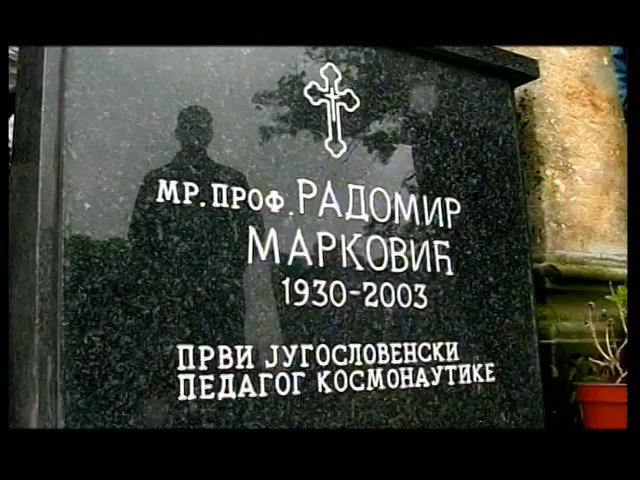 МР. ПРОФ. РАДОМИР
МАРКОВИЋ
1930-2003
ПРВИ ЈУГОСЛОВЕНСКИ
ПЕДАГОГ КОСМОНАУТИКЕ